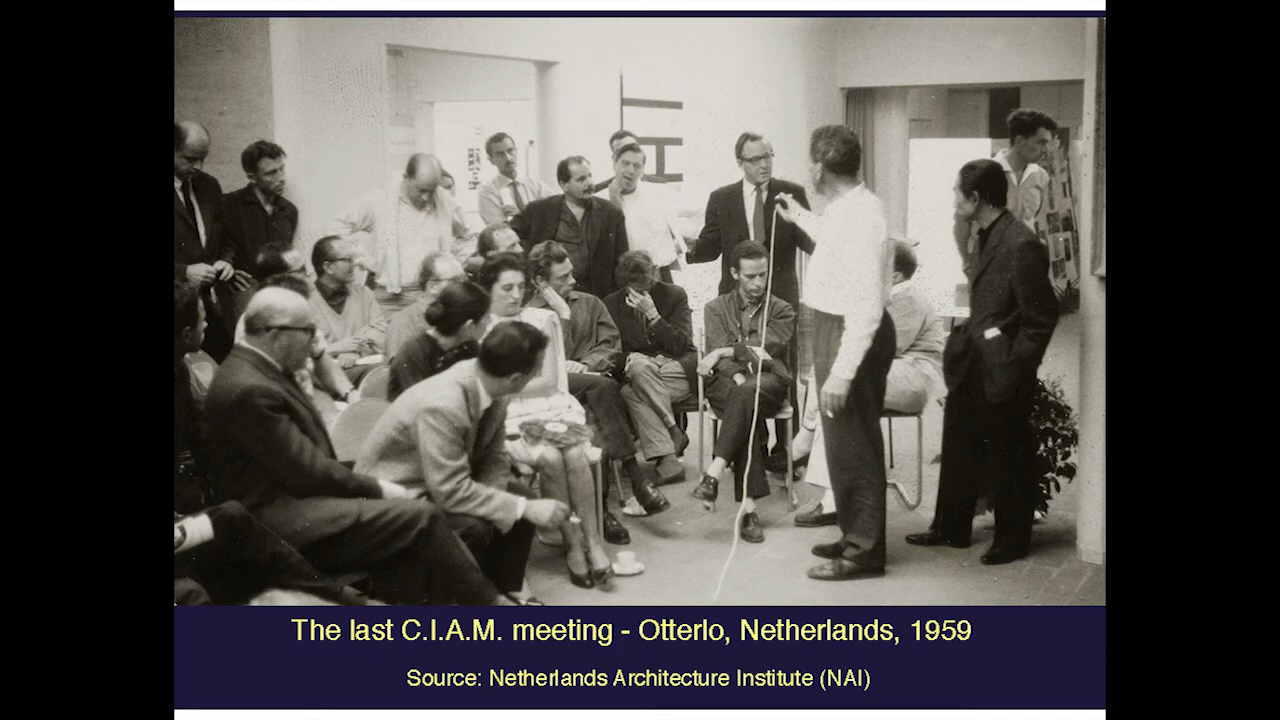 The last C.I.A.M. meeting - Otterlo, Netherlands, 1959
Source: Netherlands Architecture Institute (NAI)